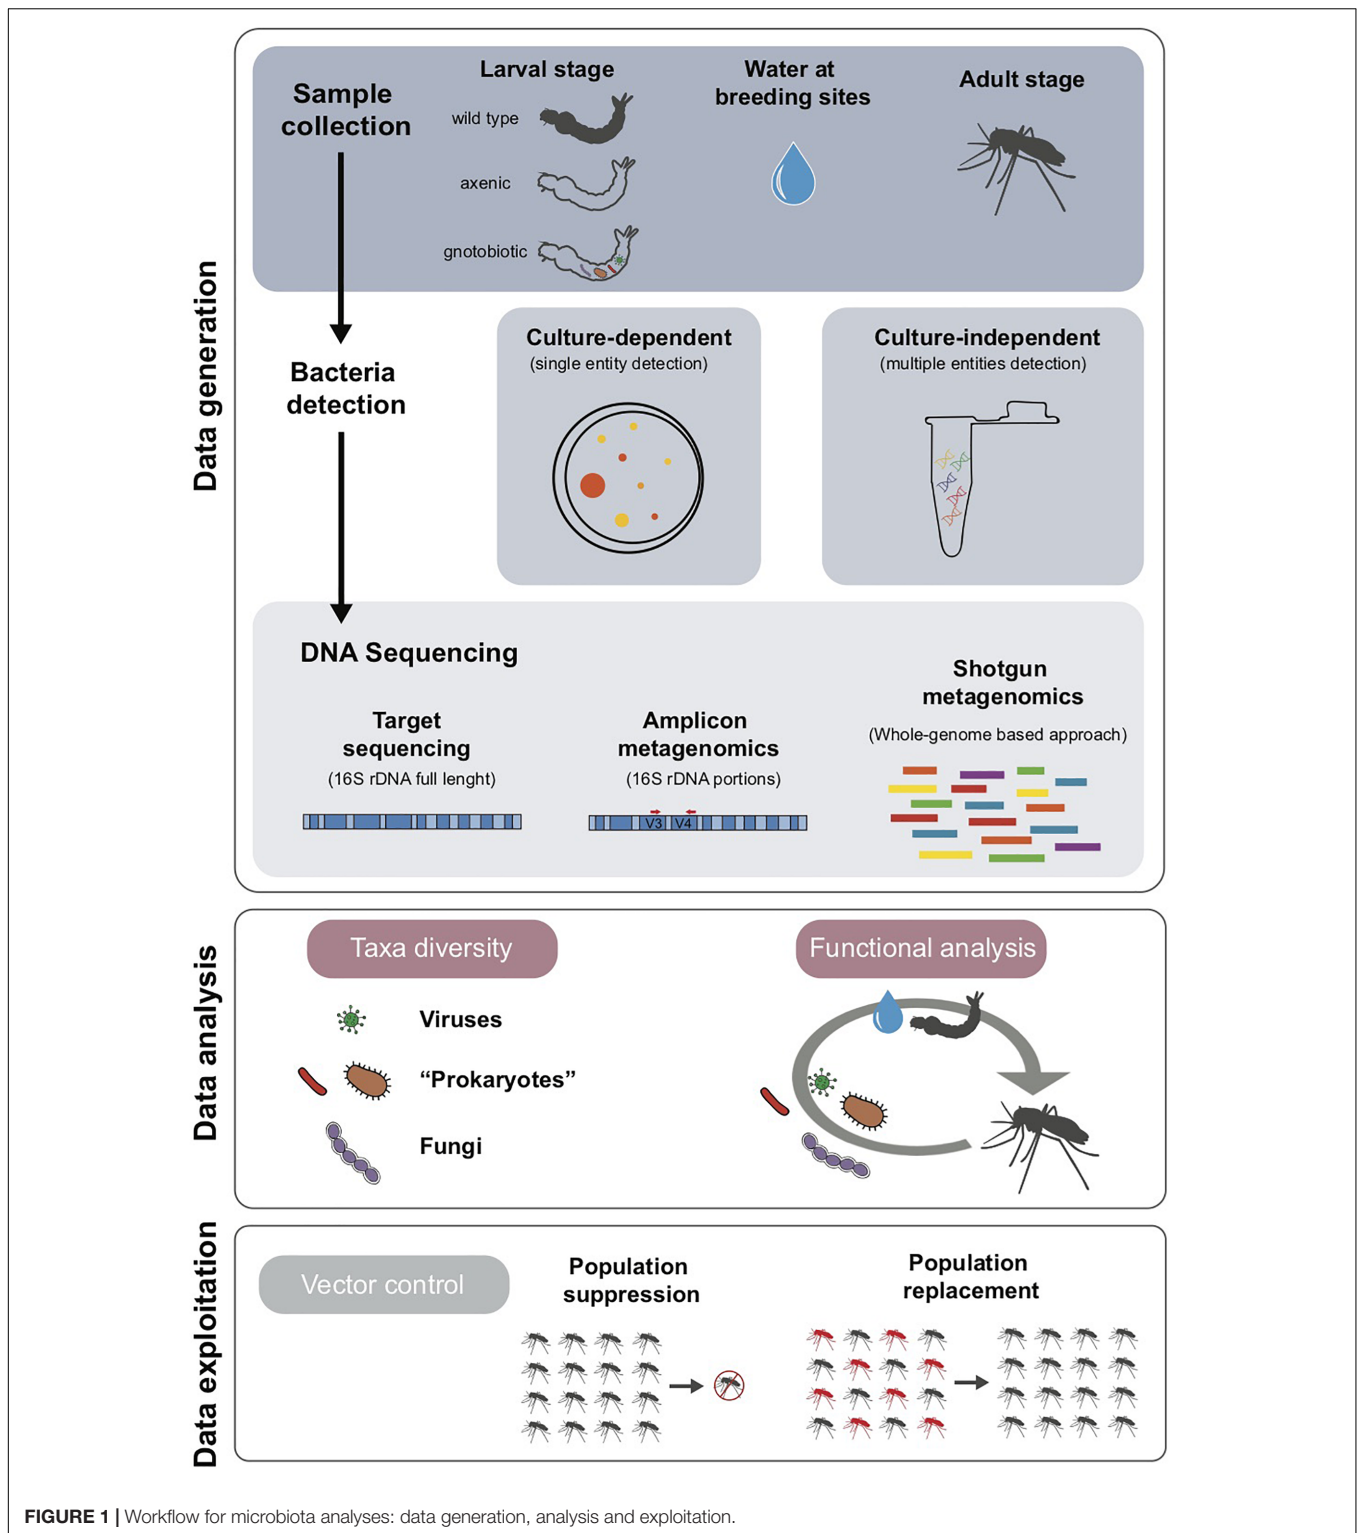 Data generation
Sample
collection
Larval stage
wild type
axenic
gnotobiotic
Water at
breeding sites
Adult stage
Bacteria
detection
Culture-dependent
(single entity detection)
Culture-independent
(multiple entities detection)
DNA Sequencing
Target
sequencing
(16S rDNA full lenght)
Amplicon
metagenomics
(16S rDNA portions)
V3 V4
Shotgun
metagenomics
(Whole-genome based approach)
Data analysis
Taxa diversity
Viruses
“Prokaryotes”
Fungi
Functional analysis
Data exploitation
Vector control
Population
suppression
Population
replacement
FIGURE 1 | Workflow for microbiota analyses: data generation, analysis and exploitation.